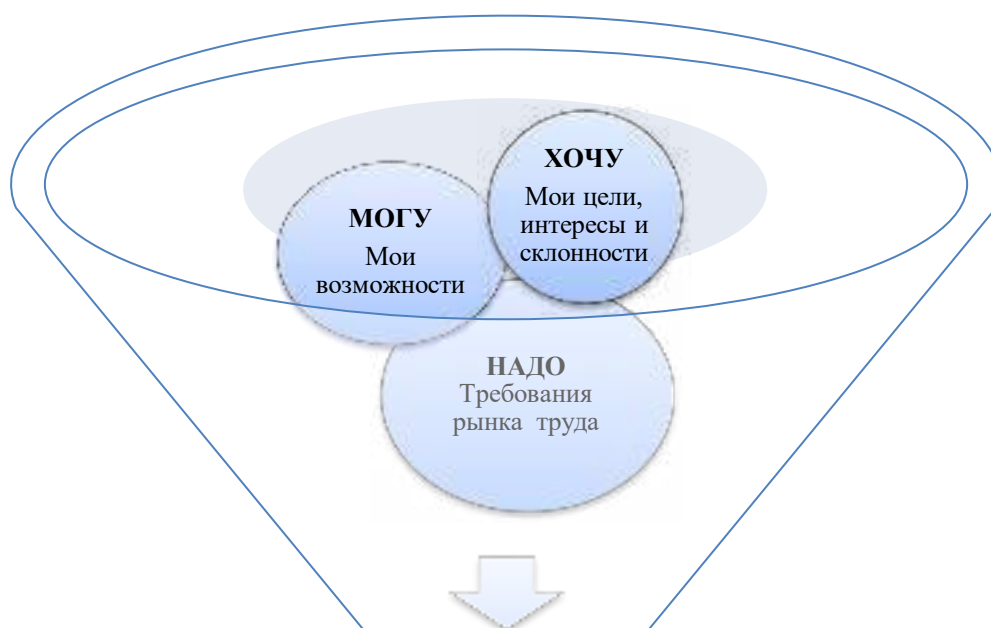 ХОЧУ
Мои цели,
интересы и
склонности
МОГУ
Мои
возможности
НАДО
Требования
рынка труда